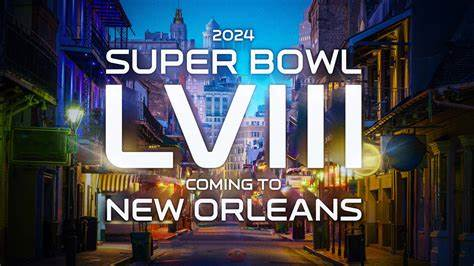 2024
SUPER BOWL
LVIII
COMING TO
NEW ORLEANS